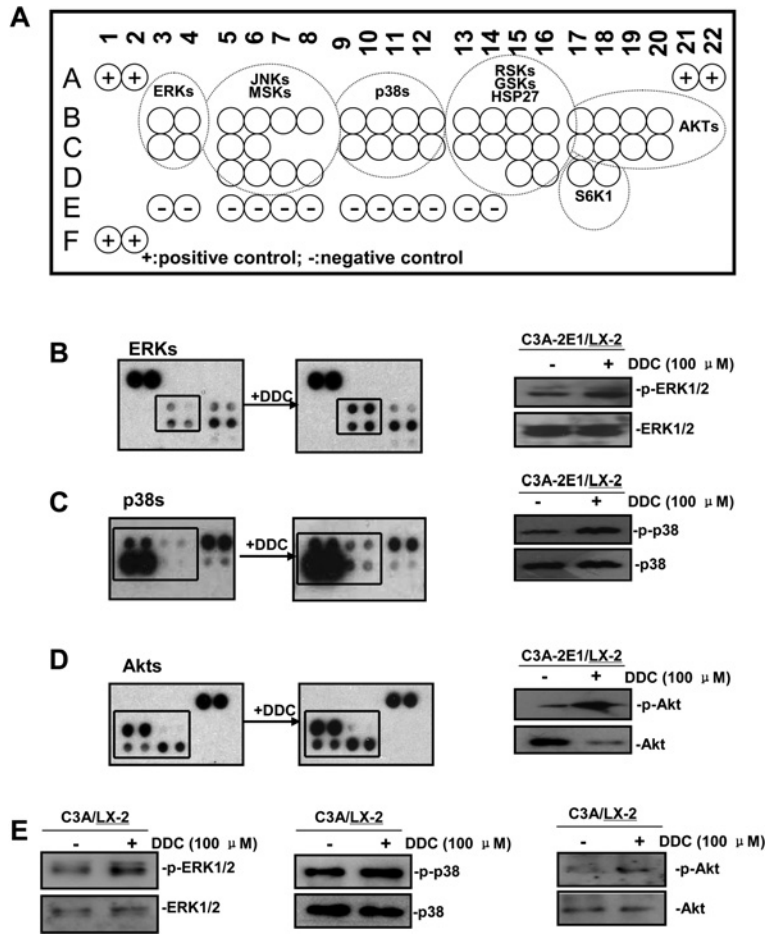 A
1 2 3 4 5 6 7 8 9 10 11 12 13 14 15 16 17 18 19 20 21 22
A + + ERKs JNKs MSKs p38s RSKs GSKs HSP27 + +
B AKTs
C
D
S6K1
E - - - - - - - - - - - -
F + + +:positive control; -:negative control
B
ERKs
+DDC
C3A-2E1/LX-2
- + DDC (100 μM)
-p-ERK1/2
-ERK1/2
C
p38s
+DDC
C3A-2E1/LX-2
- + DDC (100 μM)
-p-p38
-p38
D
Akts
+DDC
C3A-2E1/LX-2
- + DDC (100 μM)
-p-Akt
-Akt
E
C3A/LX-2
- + DDC (100 μM)
-p-ERK1/2
-ERK1/2
C3A/LX-2
- + DDC (100 μM)
-p-p38
-p38
C3A/LX-2
- + DDC (100 μM)
-p-Akt
-Akt